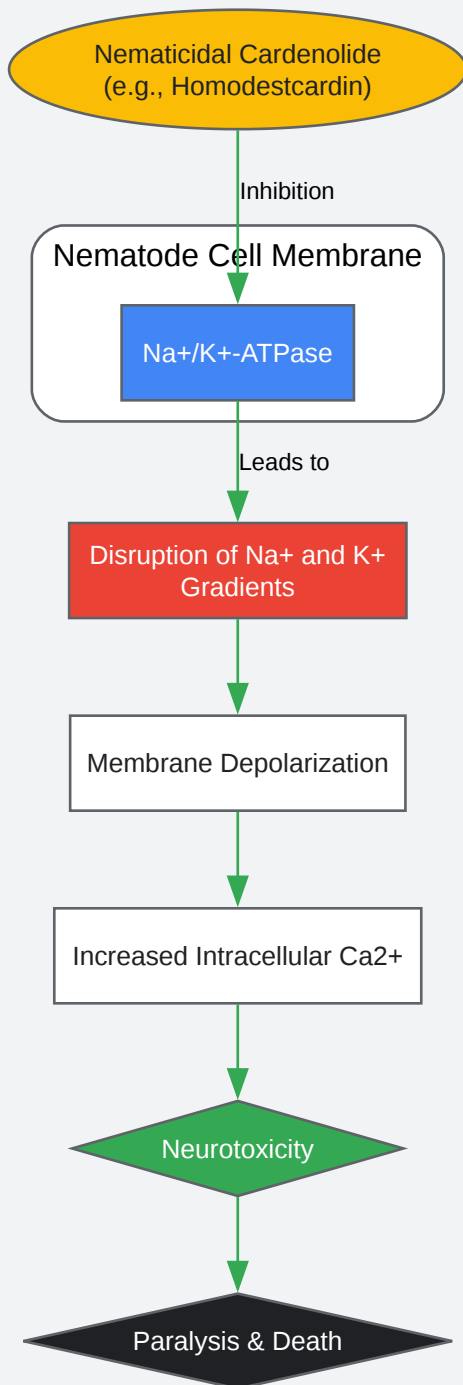 Nematicidal Cardenolide
(e.g., Homodestcardin)
Inhibition
Nematode Cell Membrane
Na+/K+-ATPase
Leads to
Disruption of Na+ and K+
Gradients
Membrane Depolarization
Increased Intracellular Ca2+
Neurotoxicity
Paralysis & Death